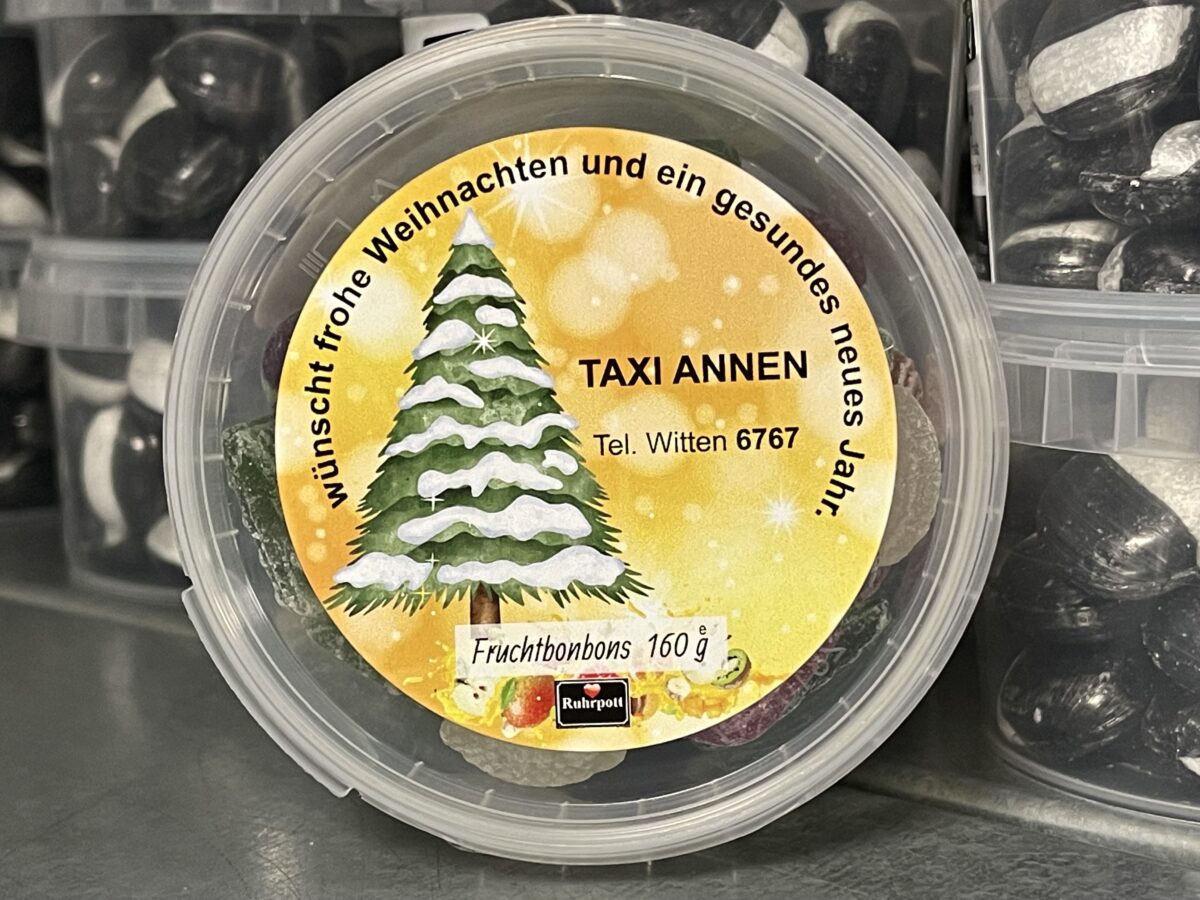 wünscht frohe Weihnachten und ein gesundes neues Jahr.
TAXI ANNEN
Tel. Witten 6767
Fruchtbonbons 160 g e
Ruhrpott